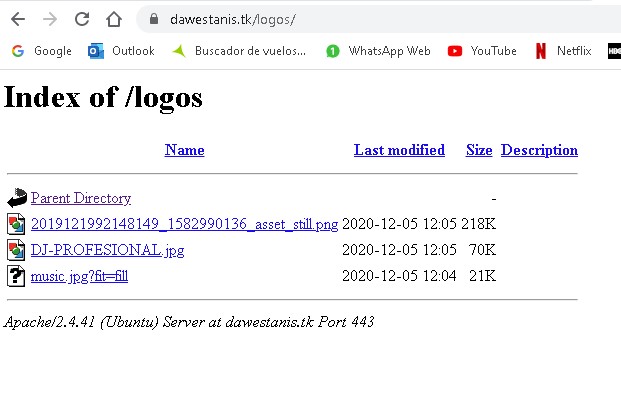 dawestanis.tk/logos/
Google Outlook Buscador de vuelos... WhatsApp Web YouTube Netflix HBO
Index of /logos
Name Last modified Size Description
Parent Directory -
2019121992148149_1582990136_asset_still.png 2020-12-05 12:05 218K
DJ-PROFESIONAL.jpg 2020-12-05 12:05 70K
music.jpg?fit=fill 2020-12-05 12:04 21K
Apache/2.4.41 (Ubuntu) Server at dawestanis.tk Port 443